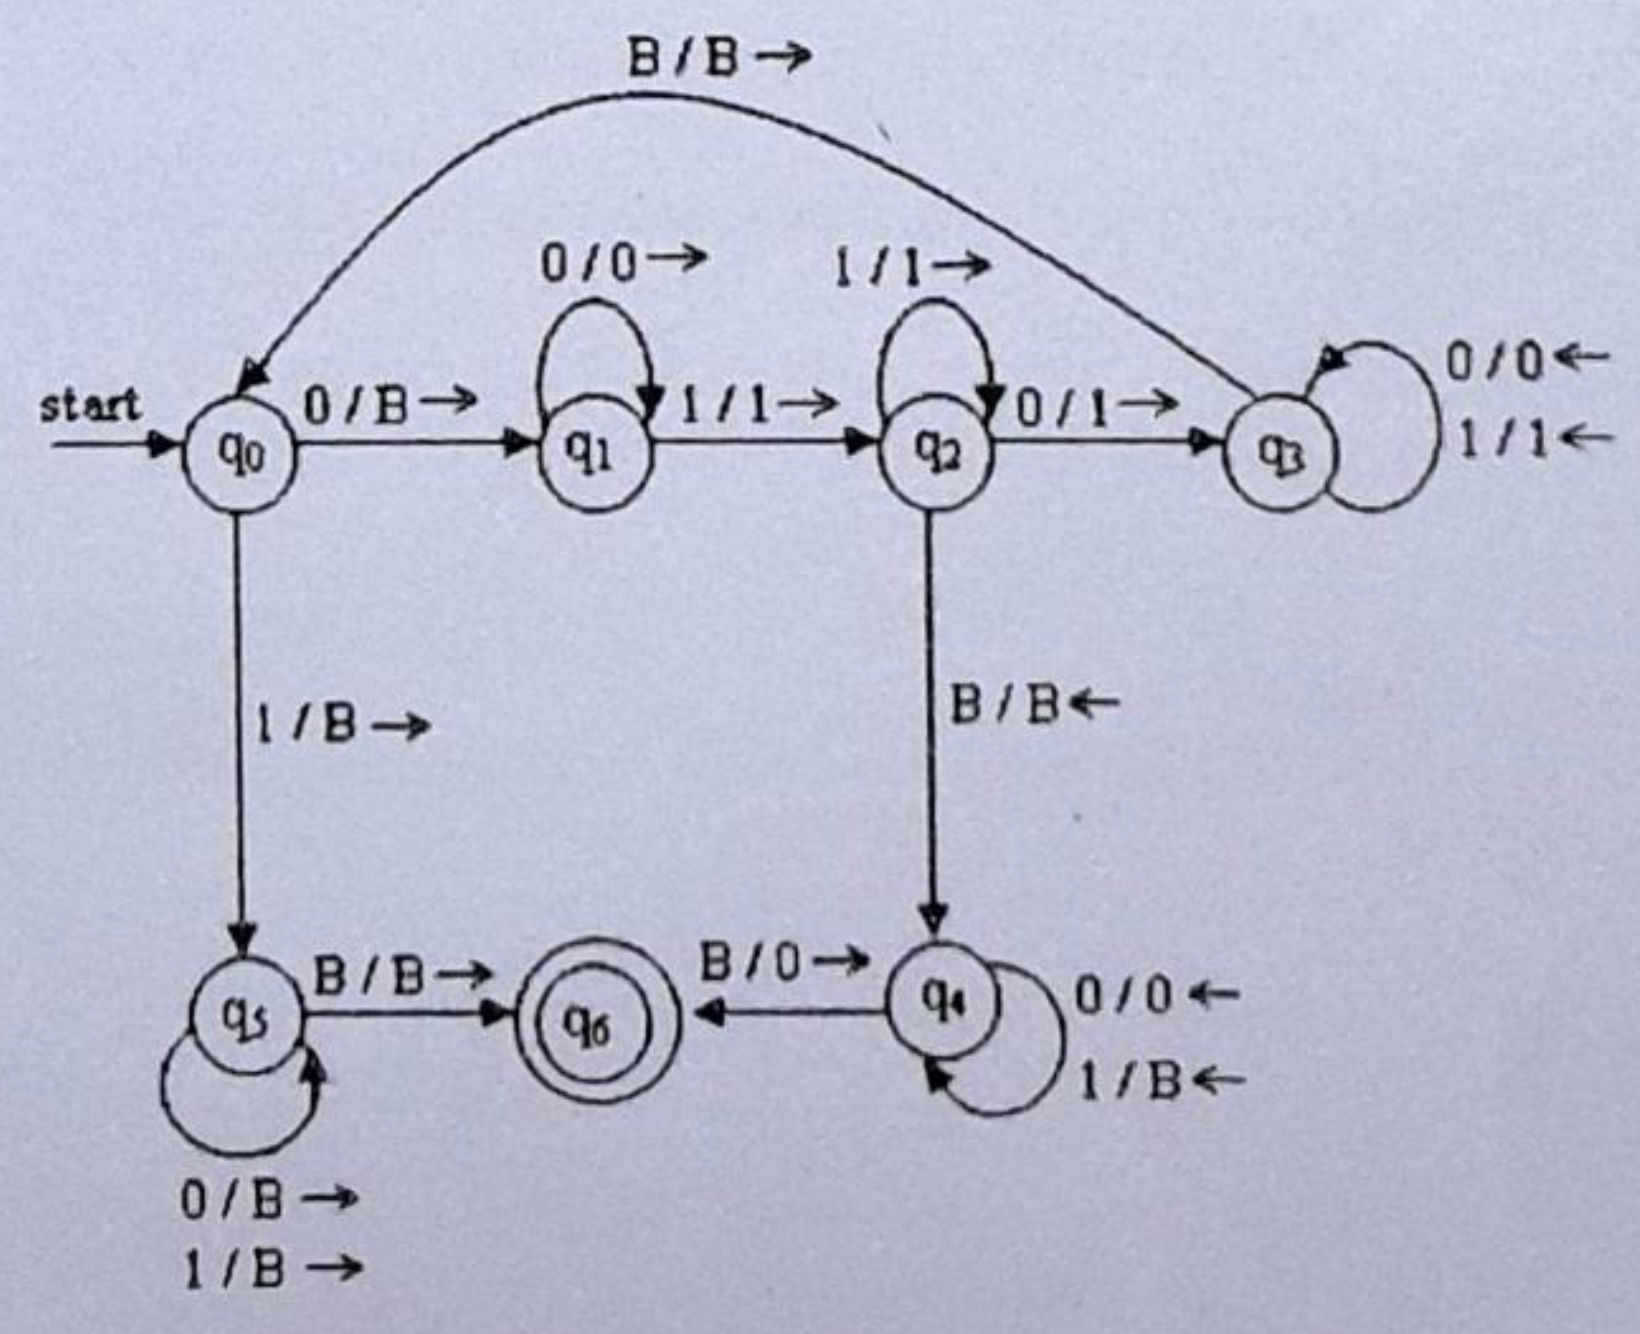 B / B →
0 / 0 →
1 / 1 →
start
q0
0 / B →
q1
1 / 1 →
q2
0 / 1 →
q3
0 / 0 ←
1 / 1 ←
1 / B →
B / B ←
q5
B / B →
q6
B / 0 →
q4
0 / 0 ←
1 / B ←
0 / B →
1 / B →